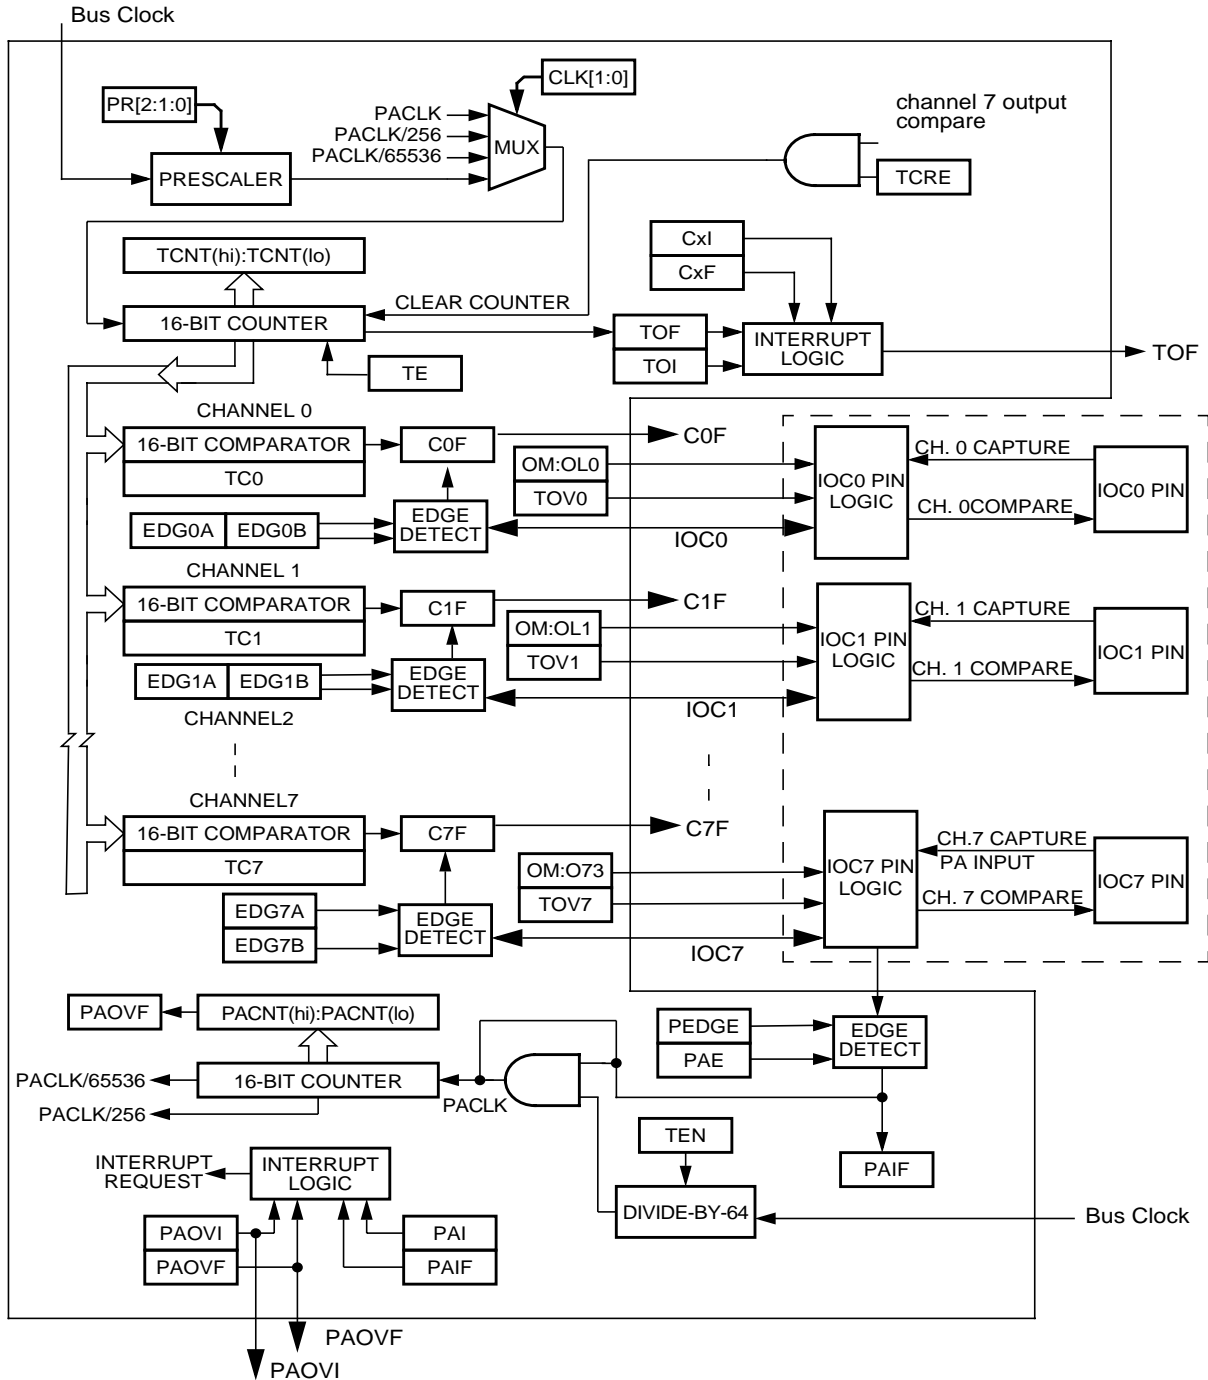 Bus Clock
PR[2:1:0]
CLK[1:0]
PACLK
PACLK/256
PACLK/65536
MUX
PRESCALER
channel 7 output
compare
TCRE
CxI
CxF
TCNT(hi):TCNT(lo)
CLEAR COUNTER
16-BIT COUNTER
TOF
TOI
INTERRUPT
LOGIC
TOF
TE
CHANNEL 0
16-BIT COMPARATOR
TC0
C0F
C0F
OM:OL0
TOV0
EDG0A
EDG0B
EDGE
DETECT
IOC0
IOC0 PIN
LOGIC
CH. 0 CAPTURE
CH. 0COMPARE
IOC0 PIN
CHANNEL 1
16-BIT COMPARATOR
TC1
C1F
C1F
OM:OL1
TOV1
EDG1A
EDG1B
EDGE
DETECT
IOC1
IOC1 PIN
LOGIC
CH. 1 CAPTURE
CH. 1 COMPARE
IOC1 PIN
CHANNEL2
CHANNEL7
16-BIT COMPARATOR
TC7
C7F
C7F
OM:O73
TOV7
EDG7A
EDG7B
EDGE
DETECT
IOC7
IOC7 PIN
LOGIC
CH.7 CAPTURE
PA INPUT
CH. 7 COMPARE
IOC7 PIN
PAOVF
PACNT(hi):PACNT(lo)
PEDGE
PAE
EDGE
DETECT
PACLK/65536
16-BIT COUNTER
PACLK
PACLK/256
TEN
PAIF
INTERRUPT
REQUEST
INTERRUPT
LOGIC
DIVIDE-BY-64
Bus Clock
PAOVI
PAOVF
PAI
PAIF
PAOVF
PAOVI